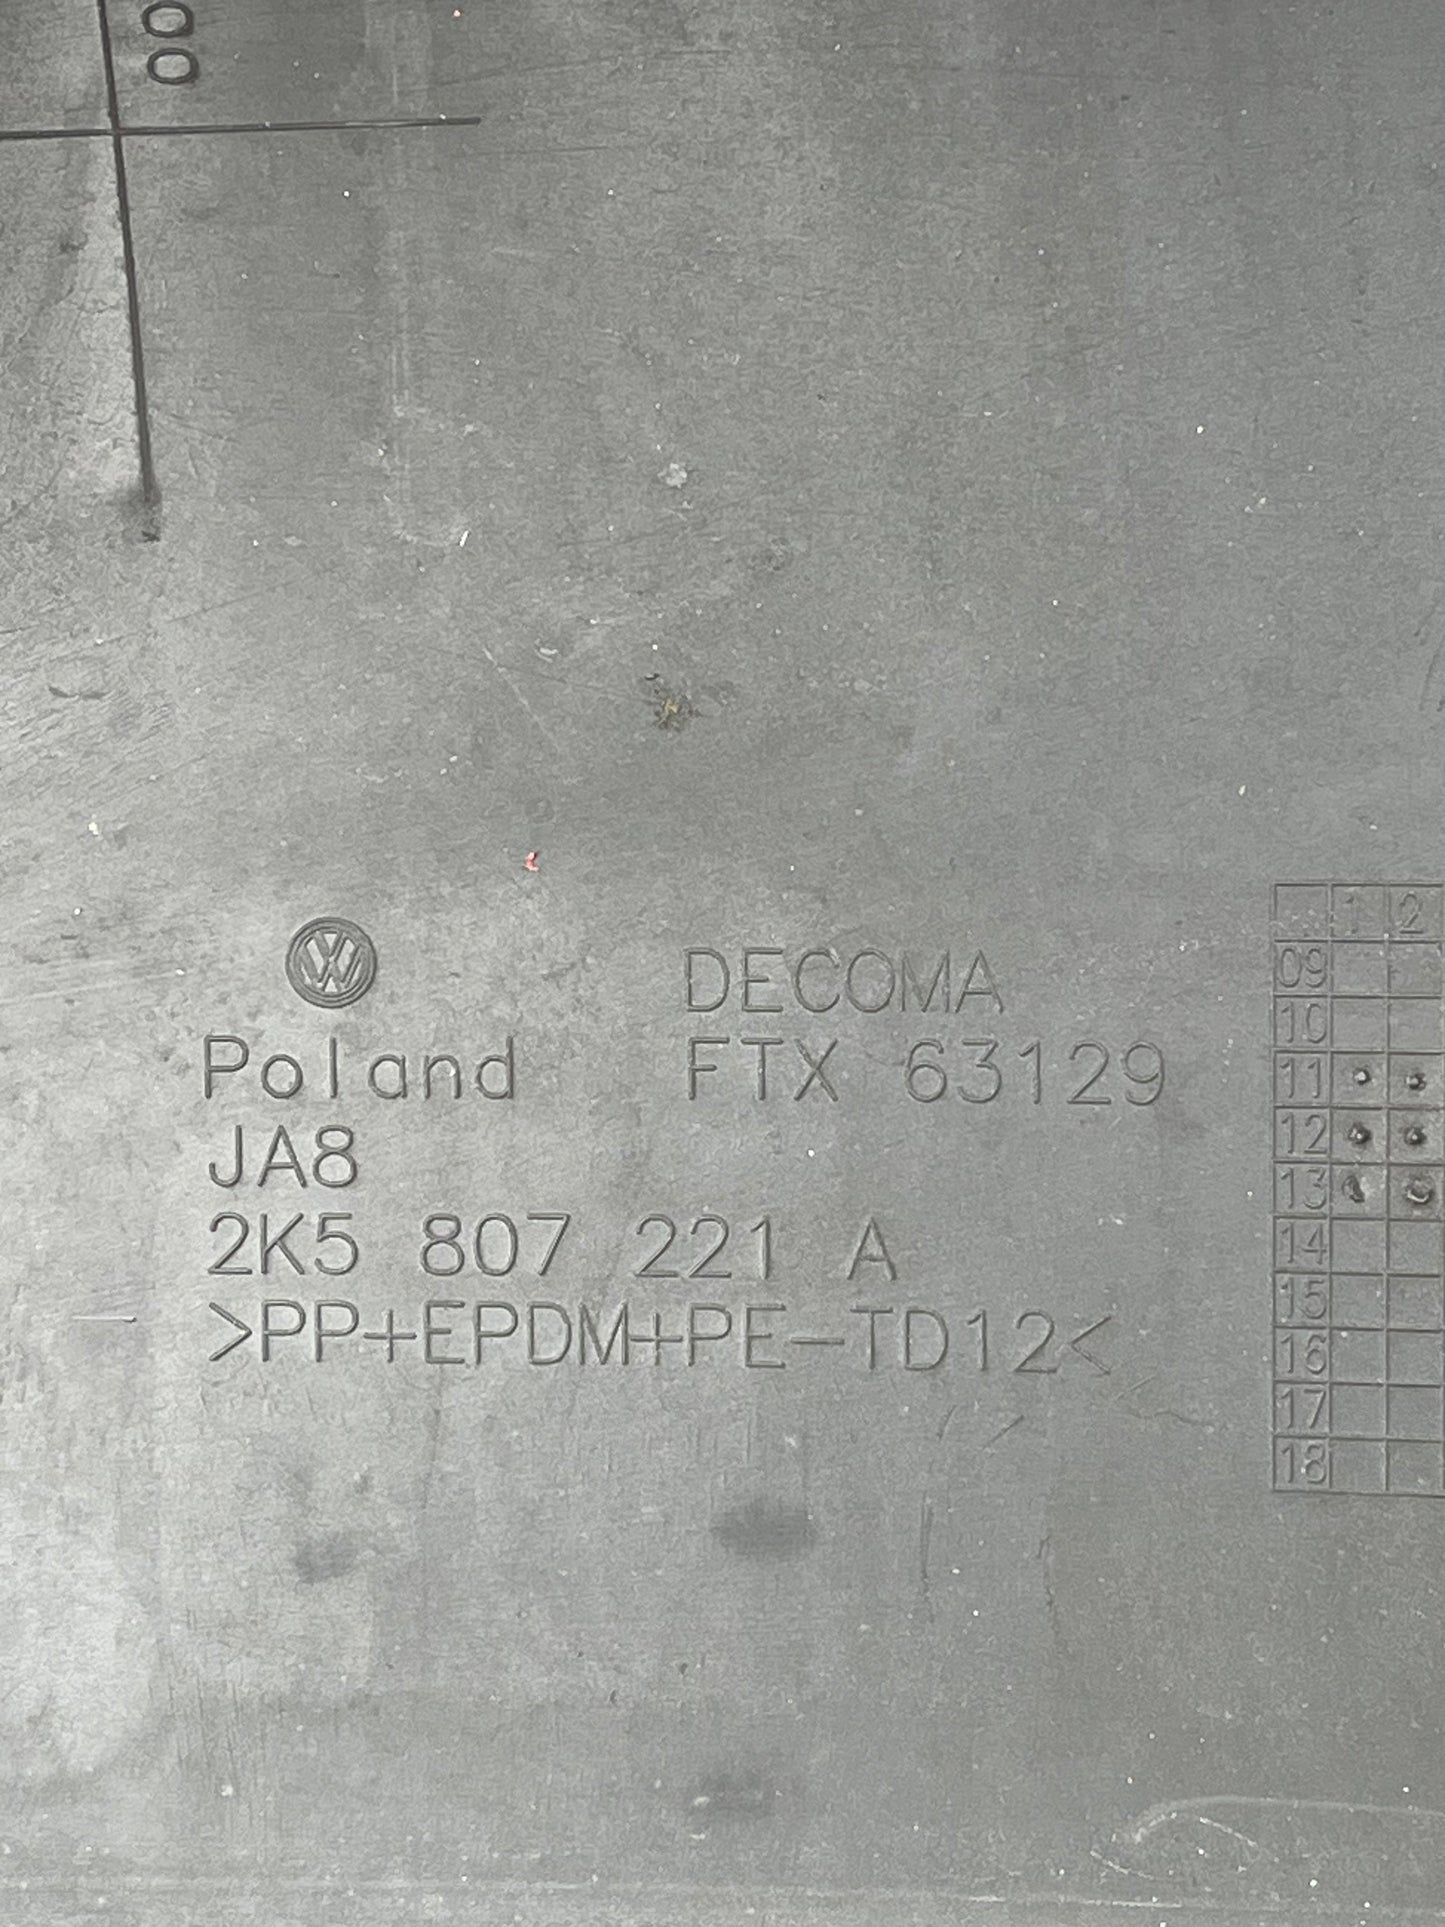 00
DECOMA
Poland FTX 63129
JA8
2K5 807 221 A
>PP+EPDM+PE-TD12<
1 2
09
10
11
12
13
14
15
16
17
18